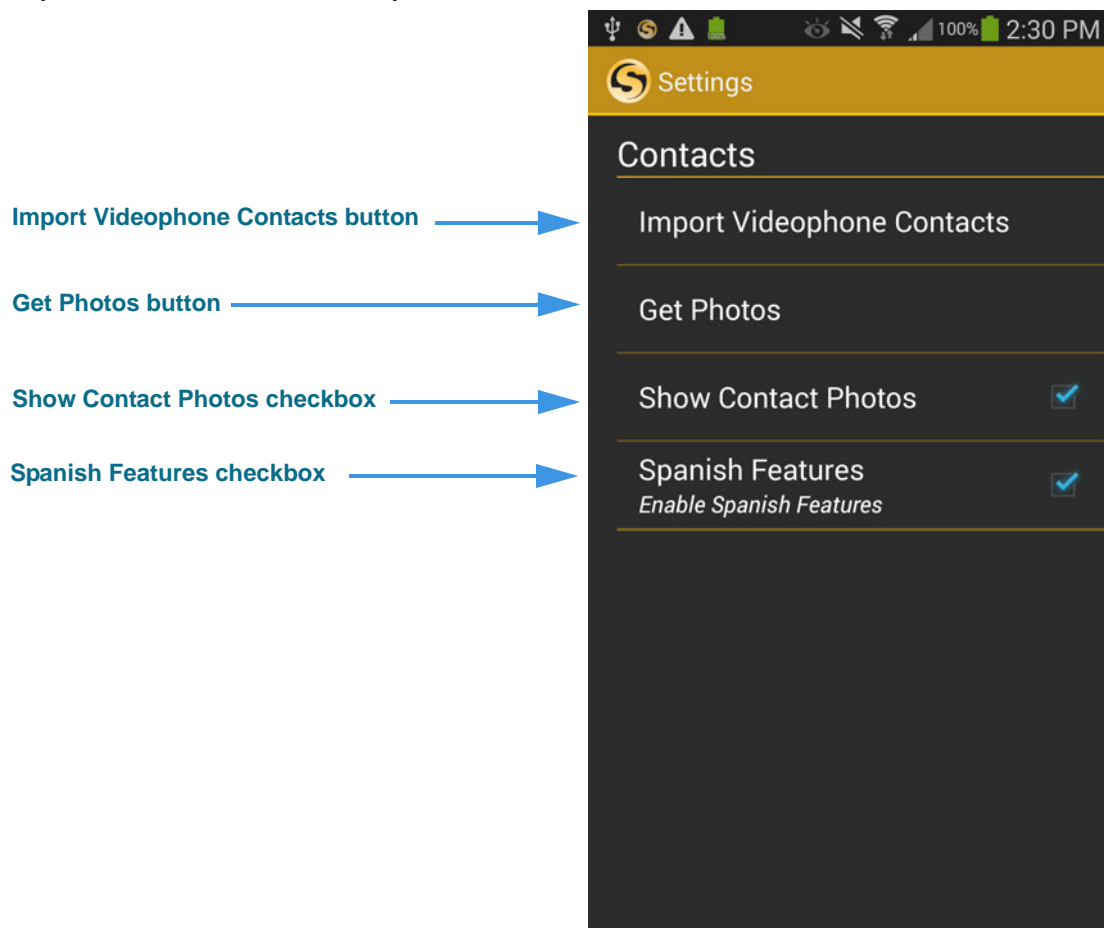 100% 2:30 PM
Settings
Contacts
Import Videophone Contacts button
Import Videophone Contacts
Get Photos button
Get Photos
Show Contact Photos checkbox
Show Contact Photos
Spanish Features checkbox
Spanish Features
Enable Spanish Features